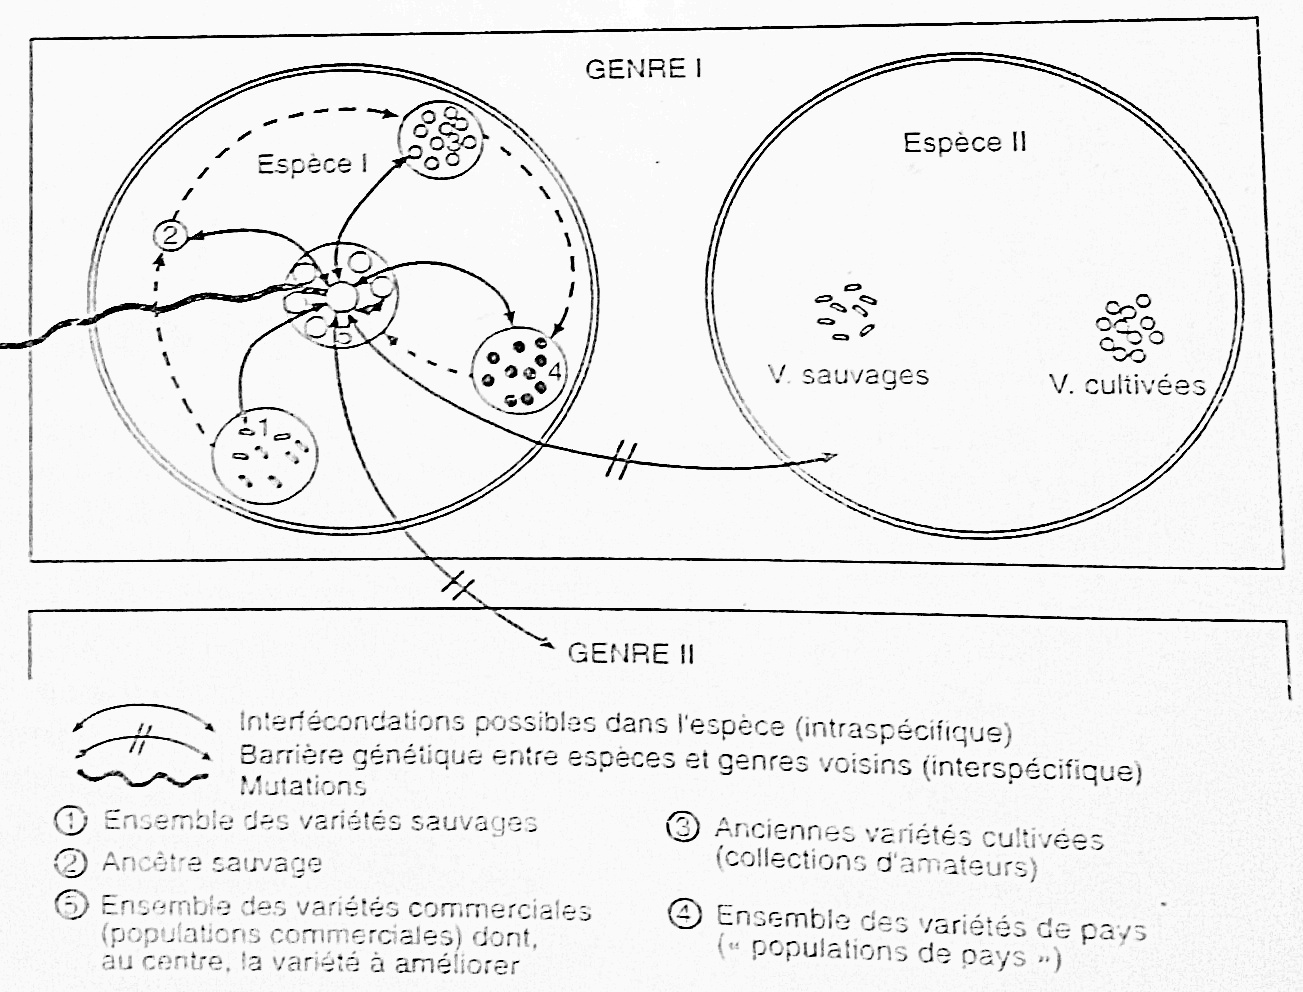 GENRE I
Espèce I
Espèce II
3
2
5
4
1
V. sauvages
V. cultivées
GENRE II
Interfécondations possibles dans l'espèce (intraspécifique)
Barrière génétique entre espèces et genres voisins (interspécifique)
Mutations
1 Ensemble des variétés sauvages
2 Ancêtre sauvage
5 Ensemble des variétés commerciales
(populations commerciales) dont,
au centre, la variété à améliorer
3 Anciennes variétés cultivées
(collections d'amateurs)
4 Ensemble des variétés de pays
(« populations de pays »)